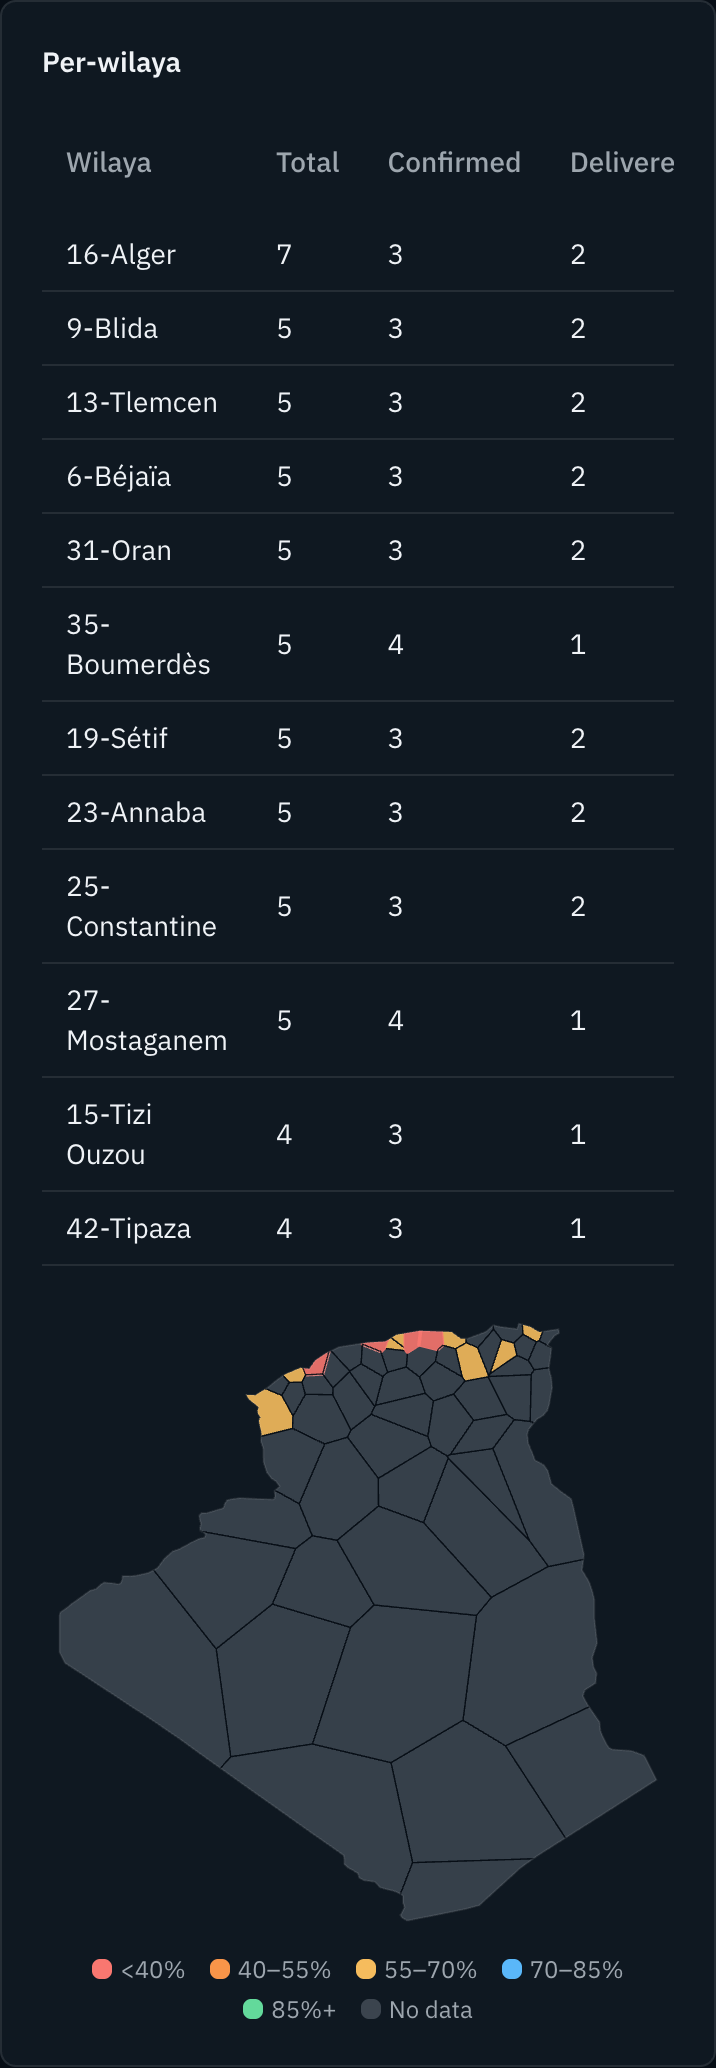 Per-wilaya
Wilaya Total Confirmed Delivere
16-Alger 7 3 2
9-Blida 5 3 2
13-Tlemcen 5 3 2
6-Béjaïa 5 3 2
31-Oran 5 3 2
35-
Boumerdès 5 4 1
19-Sétif 5 3 2
23-Annaba 5 3 2
25-
Constantine 5 3 2
27-
Mostaganem 5 4 1
15-Tizi
Ouzou 4 3 1
42-Tipaza 4 3 1
<40% 40–55% 55–70% 70–85%
85%+ No data